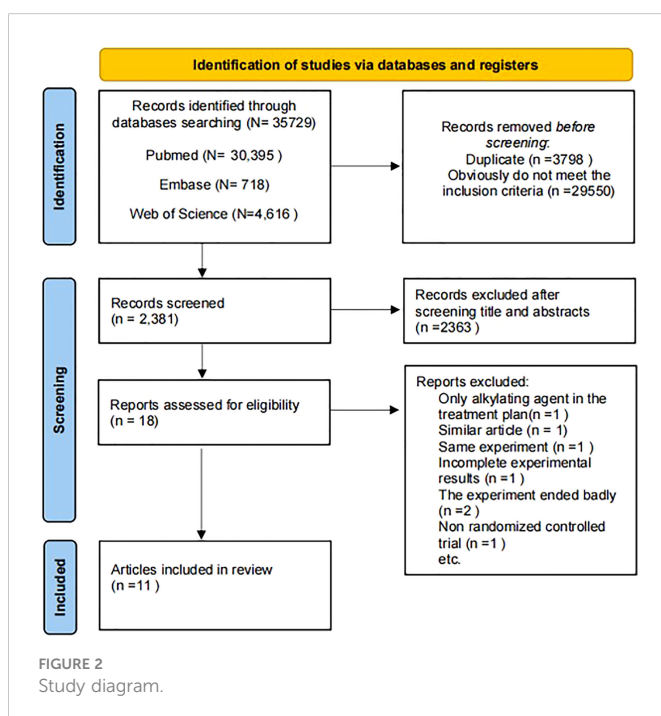 Identification of studies via databases and registers
Identification
Records identified through
databases searching (N= 35729)
Pubmed (N= 30,395 )
Embase (N= 718)
Web of Science (N=4,616 )
Records removed before
screening:
Duplicate (n =3798 )
Obviously do not meet the
inclusion criteria (n =29550)
Screening
Records screened
(n = 2,381)
Records excluded after
screening title and abstracts
(n =2363 )
Reports assessed for eligibility
(n = 18)
Reports excluded:
Only alkylating agent in the
treatment plan(n =1 )
Similar article (n = 1)
Same experiment (n =1 )
Incomplete experimental
results (n =1 )
The experiment ended badly
(n =2 )
Non randomized controlled
trial (n =1 )
etc.
Included
Articles included in review
(n =11 )
FIGURE 2
Study diagram.